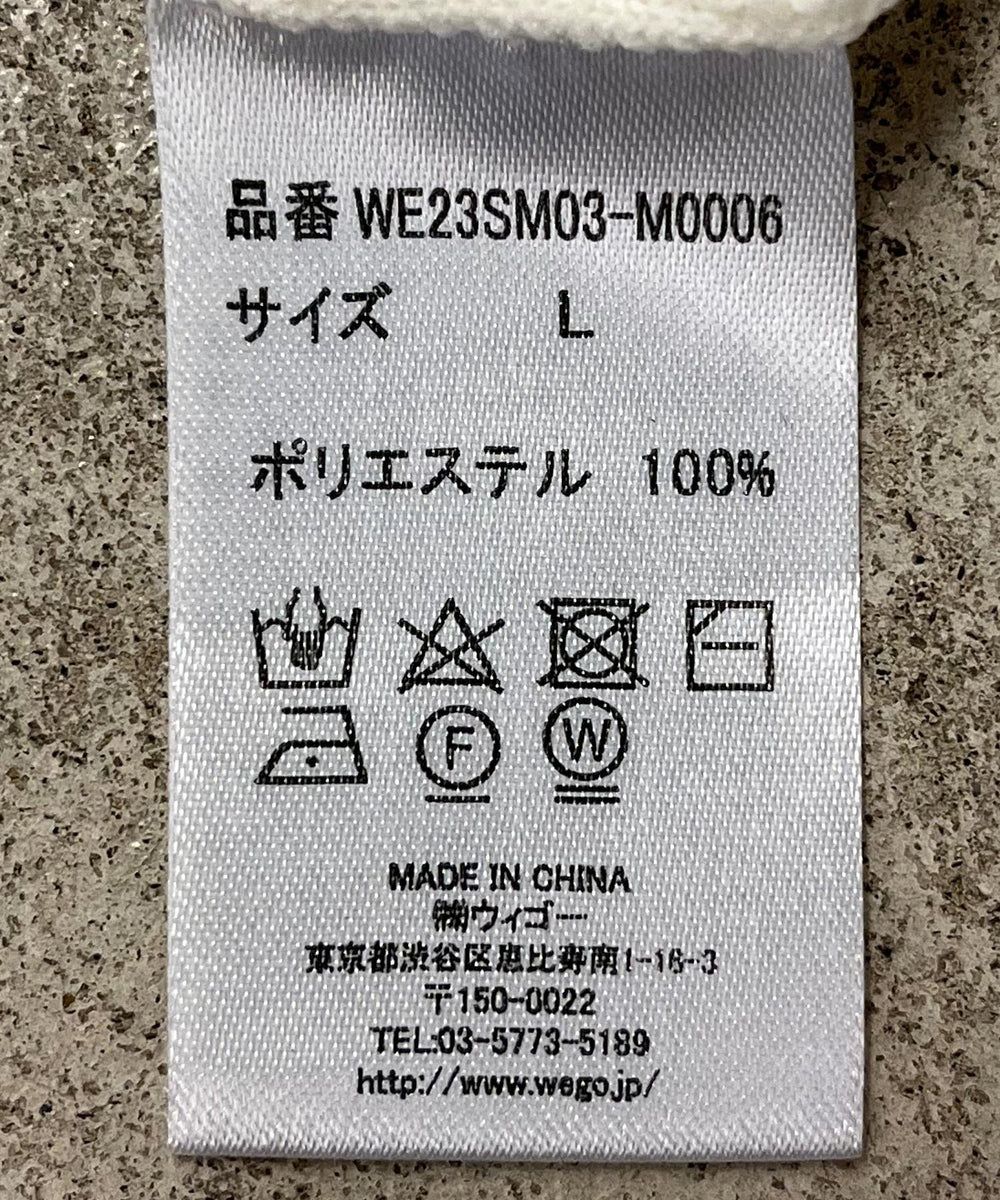 品番 WE23SM03-M0006
サイズ L
ポリエステル 100%
F W
MADE IN CHINA
㈱ウィゴー
東京都渋谷区恵比寿南1-16-3
〒150-0022
TEL:03-5773-5189
http://www.wego.jp/